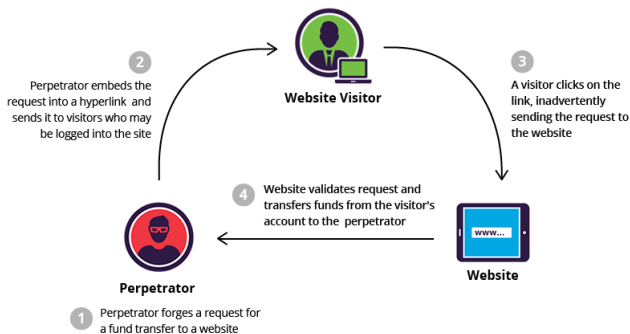 2
Perpetrator embeds the
request into a hyperlink and
sends it to visitors who may
be logged into the site
Website Visitor
3
A visitor clicks on the
link, inadvertently
sending the request to
the website
4
Website validates request and
transfers funds from the visitor's
account to the perpetrator
www...
Perpetrator
Website
1
Perpetrator forges a request for
a fund transfer to a website